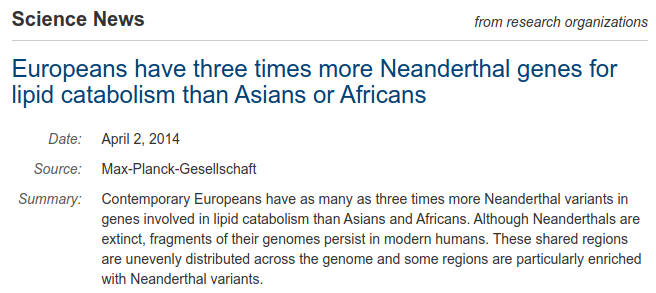 Science News
from research organizations
Europeans have three times more Neanderthal genes for
lipid catabolism than Asians or Africans
Date: April 2, 2014
Source: Max-Planck-Gesellschaft
Summary: Contemporary Europeans have as many as three times more Neanderthal variants in
genes involved in lipid catabolism than Asians and Africans. Although Neanderthals are
extinct, fragments of their genomes persist in modern humans. These shared regions
are unevenly distributed across the genome and some regions are particularly enriched
with Neanderthal variants.